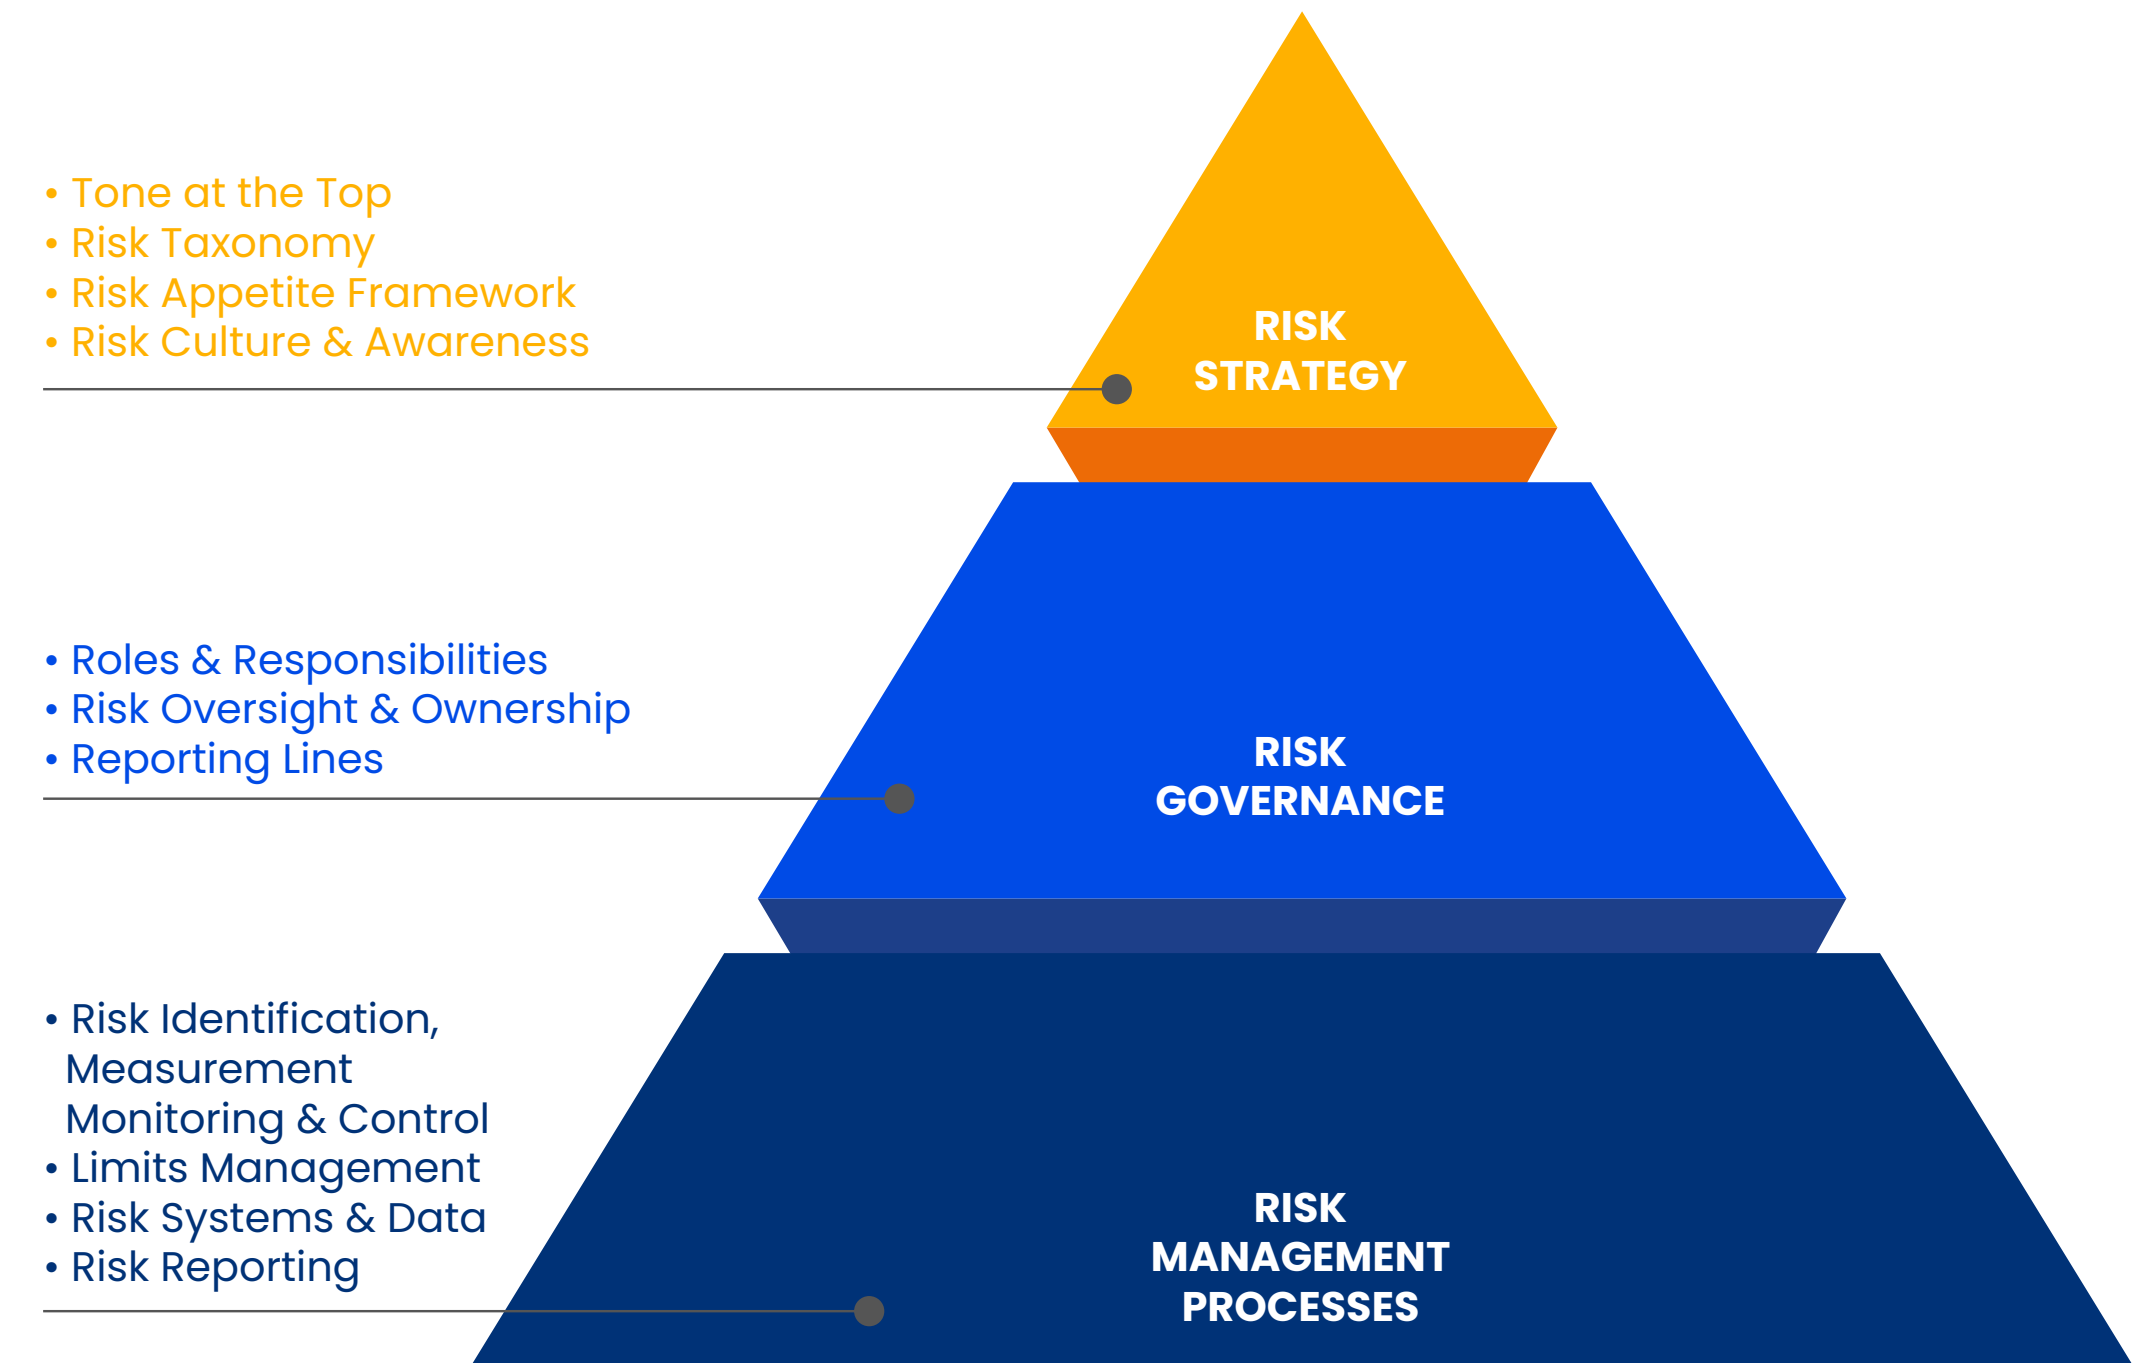 • Tone at the Top
• Risk Taxonomy
• Risk Appetite Framework
• Risk Culture & Awareness
RISK
STRATEGY
• Roles & Responsibilities
• Risk Oversight & Ownership
• Reporting Lines
RISK
GOVERNANCE
• Risk Identification,
Measurement
Monitoring & Control
• Limits Management
• Risk Systems & Data
• Risk Reporting
RISK
MANAGEMENT
PROCESSES